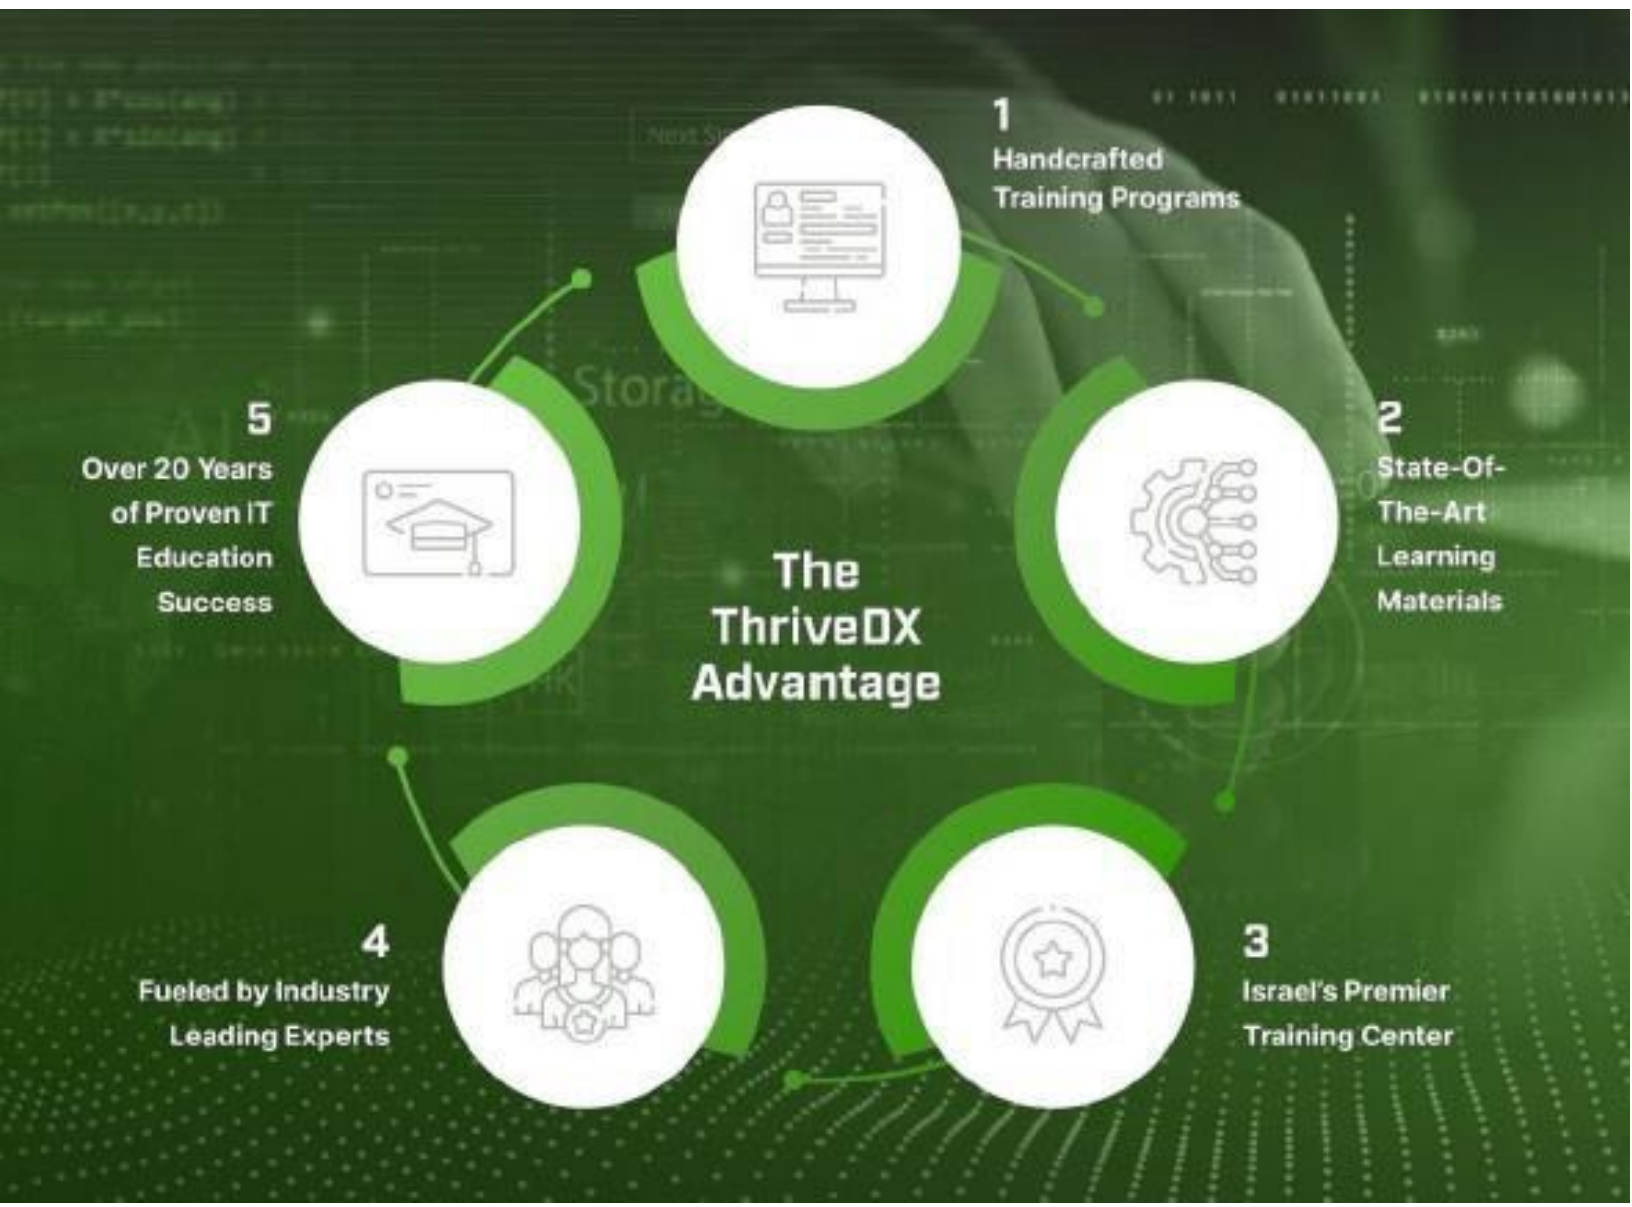 The
ThriveDX
Advantage
1
Handcrafted
Training Programs
2
State-Of-
The-Art
Learning
Materials
3
Israel's Premier
Training Center
4
Fueled by Industry
Leading Experts
5
Over 20 Years
of Proven IT
Education
Success